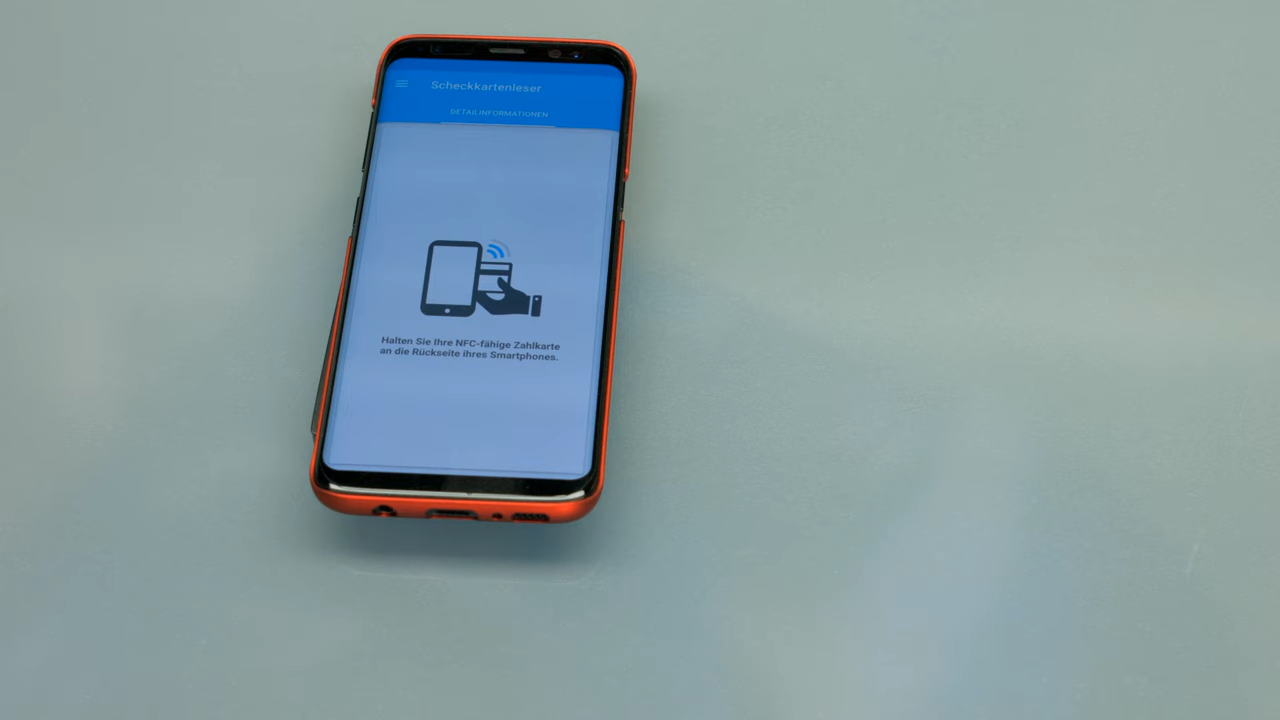 Scheckkartenleser
DETAILINFORMATIONEN
Halten Sie Ihre NFC-fähige Zahlkarte
an die Rückseite ihres Smartphones.